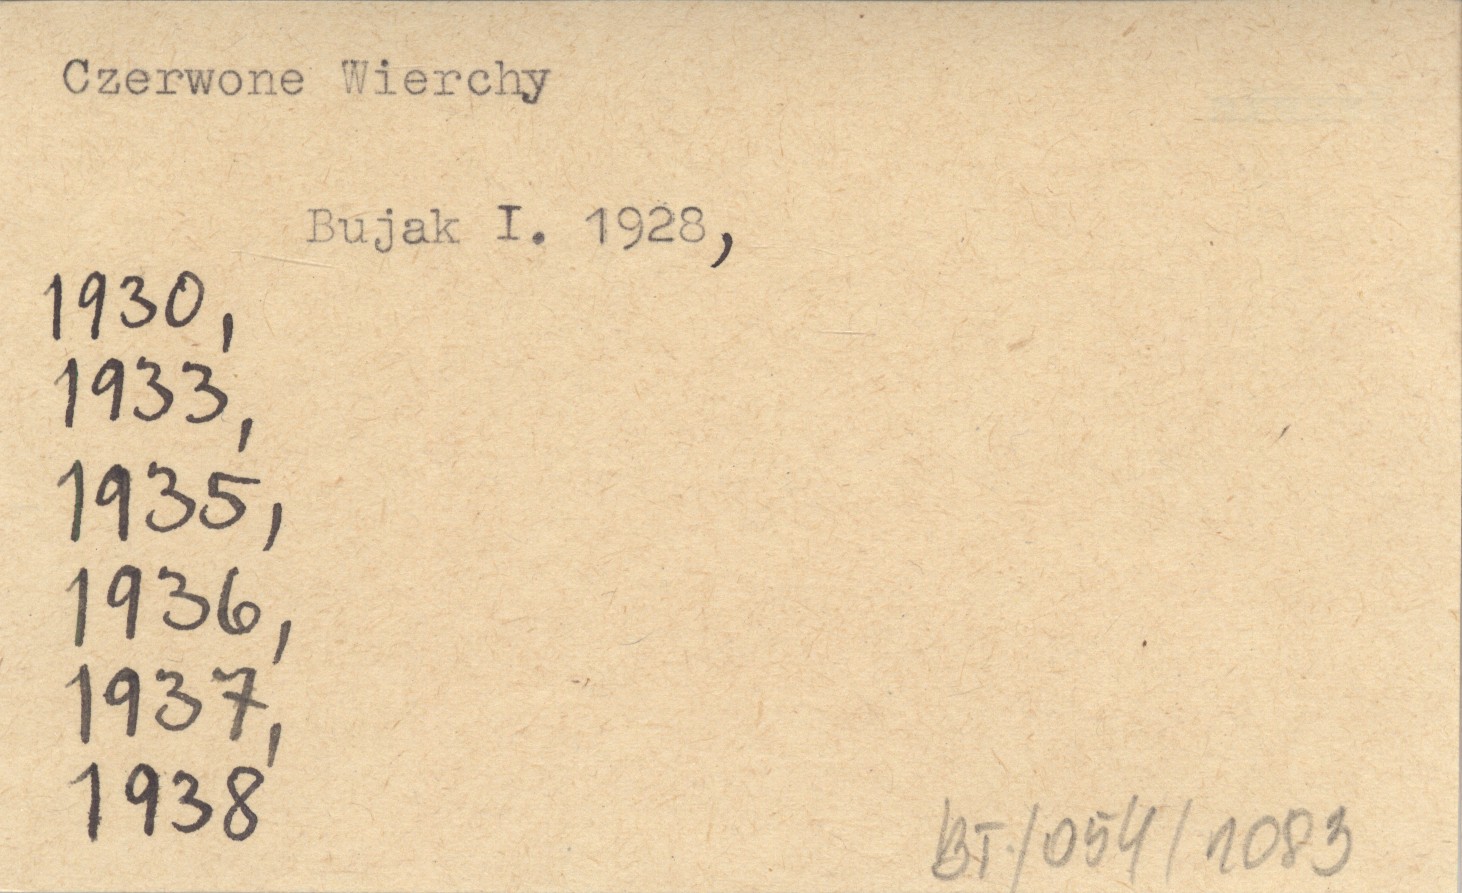 Czerwone Wierchy
Bujak I. 1928,
1930,
1933,
1935,
1936,
1937,
1938
BT./054/1083